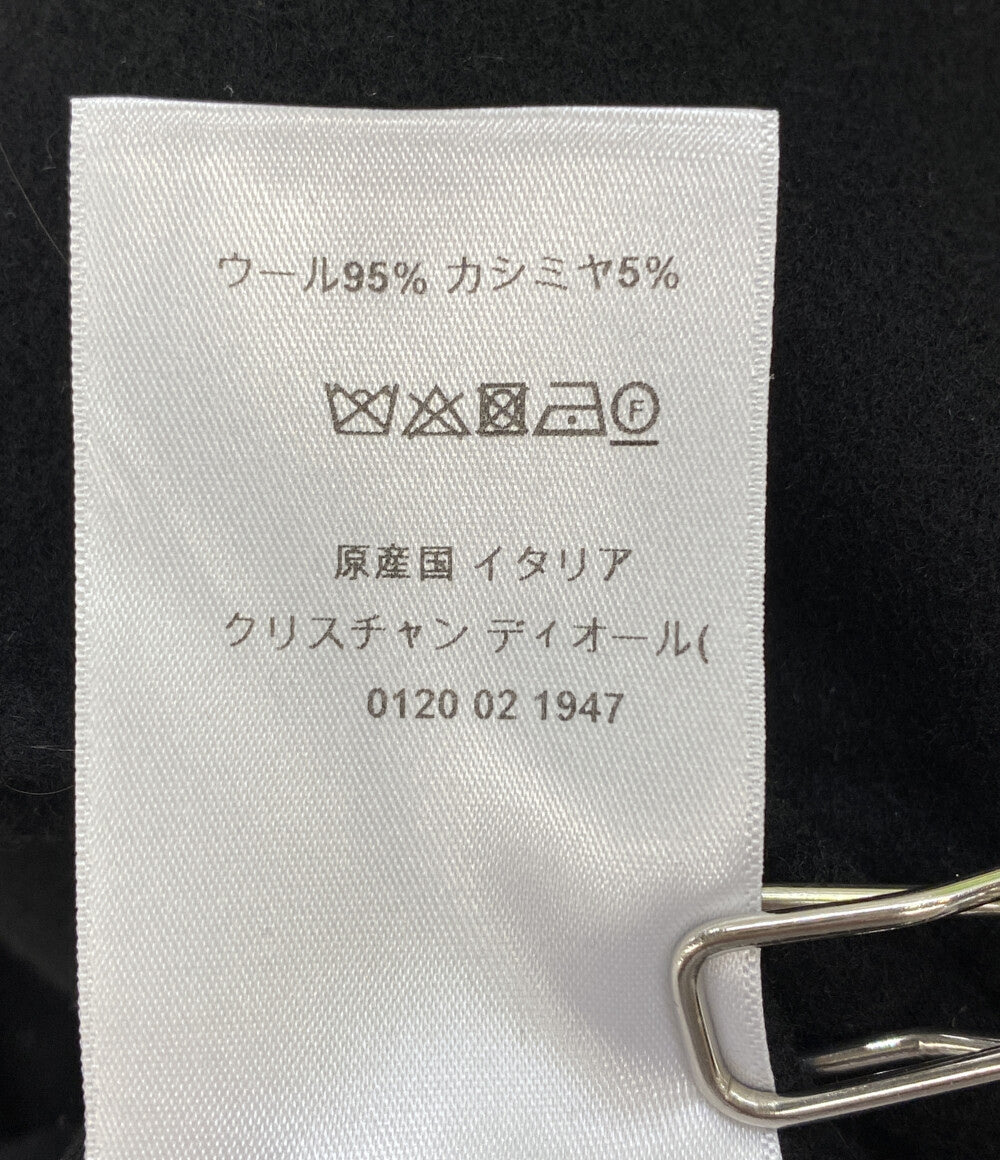 ウール95% カシミヤ5%
F
原産国 イタリア
クリスチャン ディオール(
0120 02 1947